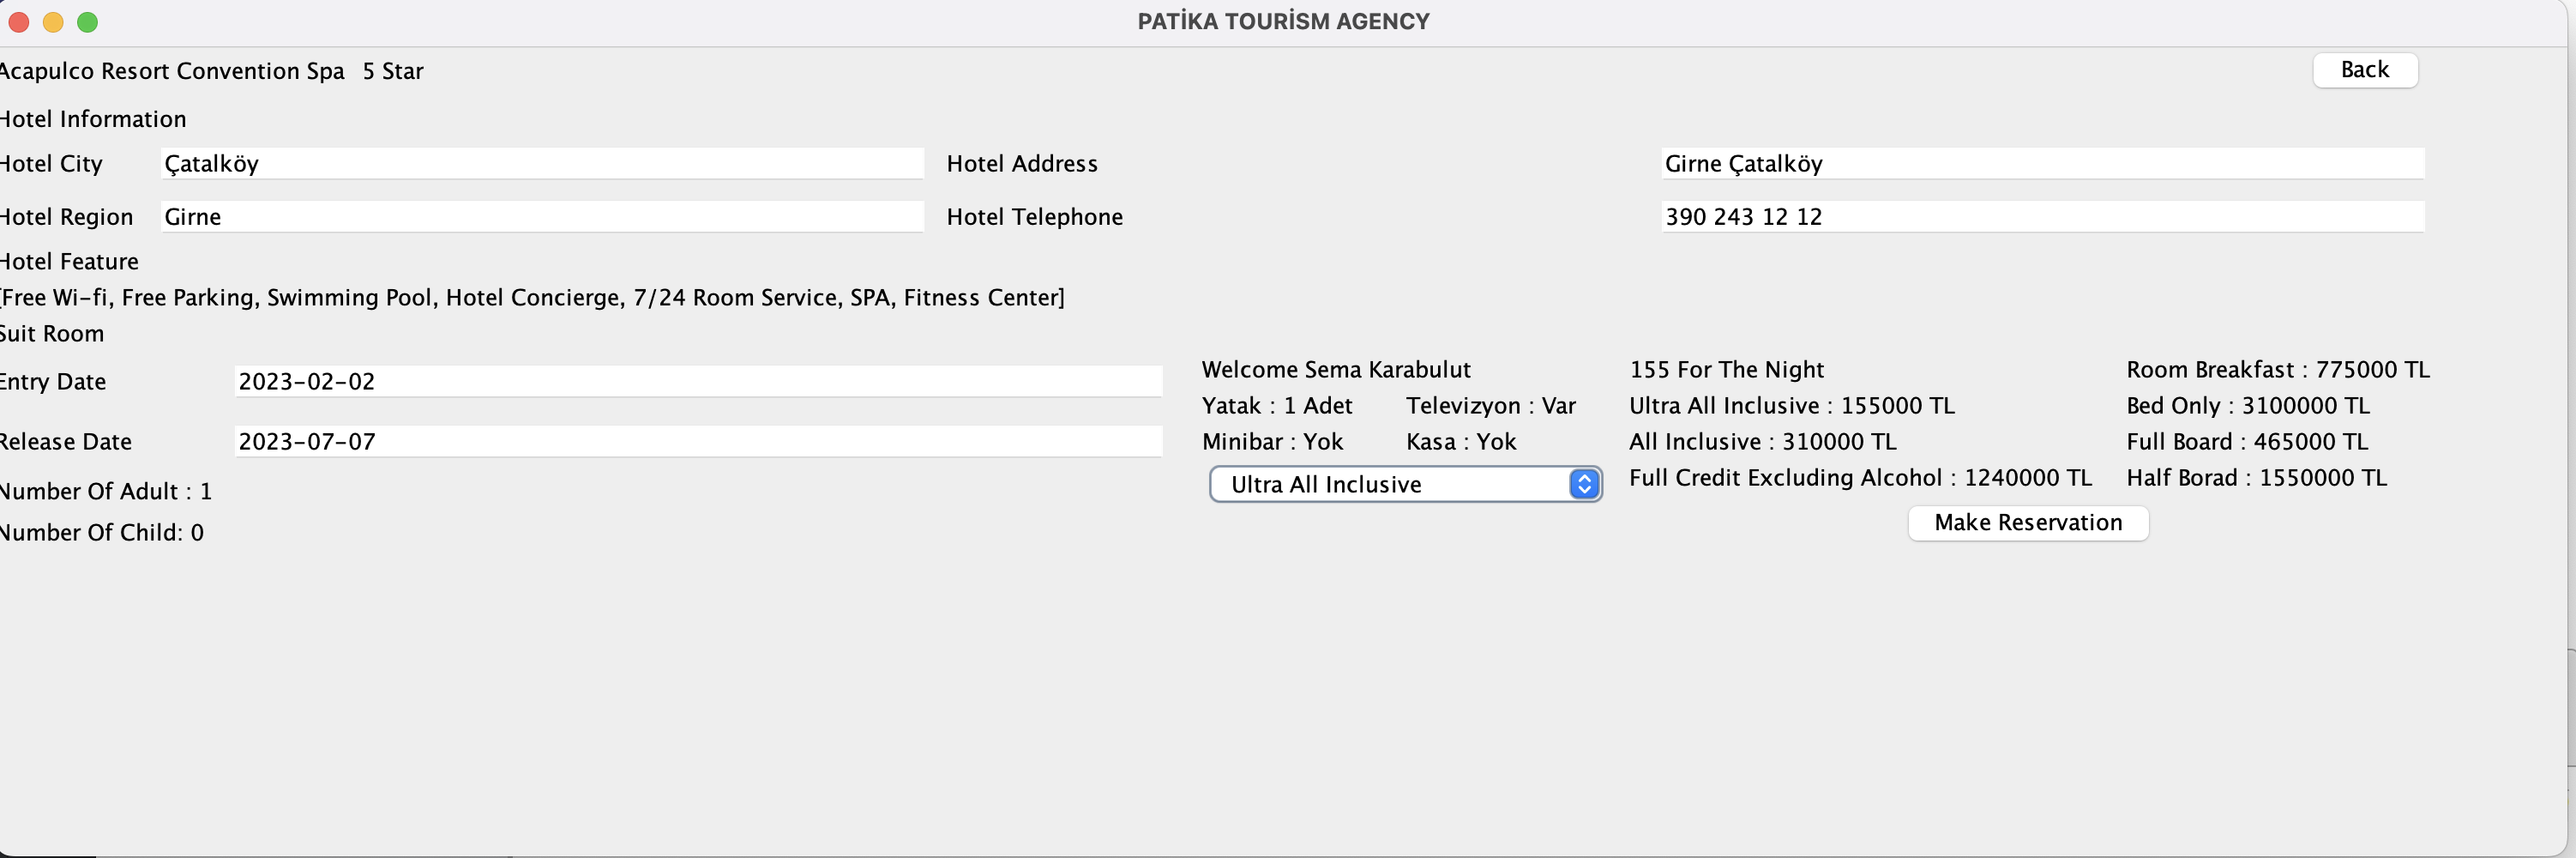 PATİKA TOURİSM AGENCY
Acapulco Resort Convention Spa 5 Star
Back
Hotel Information
Hotel City Çatalköy Hotel Address Girne Çatalköy
Hotel Region Girne Hotel Telephone 390 243 12 12
Hotel Feature
[Free Wi-fi, Free Parking, Swimming Pool, Hotel Concierge, 7/24 Room Service, SPA, Fitness Center]
Suit Room
Entry Date 2023-02-02
Release Date 2023-07-07
Number Of Adult : 1
Number Of Child: 0
Welcome Sema Karabulut
Yatak : 1 Adet Televizyon : Var
Minibar : Yok Kasa : Yok
Ultra All Inclusive
155 For The Night
Ultra All Inclusive : 155000 TL
All Inclusive : 310000 TL
Full Credit Excluding Alcohol : 1240000 TL
Room Breakfast : 775000 TL
Bed Only : 3100000 TL
Full Board : 465000 TL
Half Borad : 1550000 TL
Make Reservation